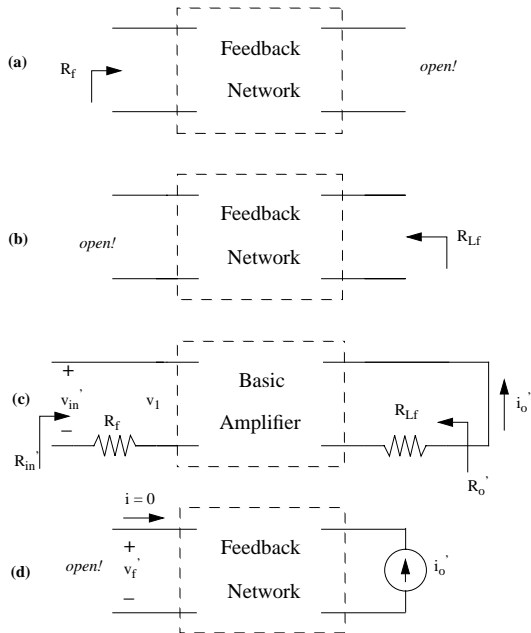 (a)
R_f
Feedback
Network
open!
(b)
open!
Feedback
Network
R_Lf
(c)
+
v_in'
−
R_in'
R_f
v_1
Basic
Amplifier
R_Lf
R_o'
i_o'
(d)
i = 0
open!
+
v_f'
−
Feedback
Network
i_o'